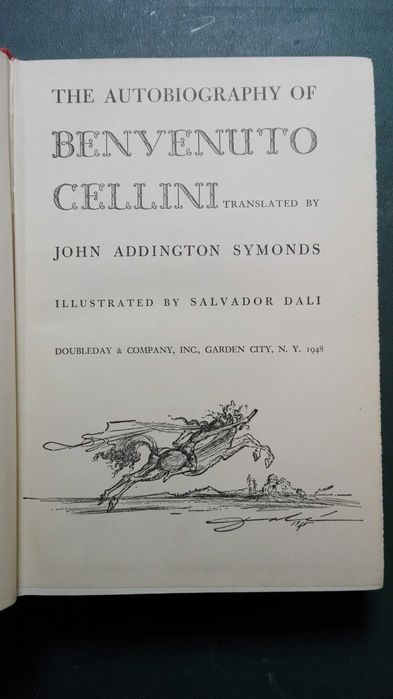 THE AUTOBIOGRAPHY OF
BENVENUTO
CELLINI TRANSLATED BY
JOHN ADDINGTON SYMONDS
ILLUSTRATED BY SALVADOR DALI
DOUBLEDAY & COMPANY, INC., GARDEN CITY, N. Y. 1948
Dalí